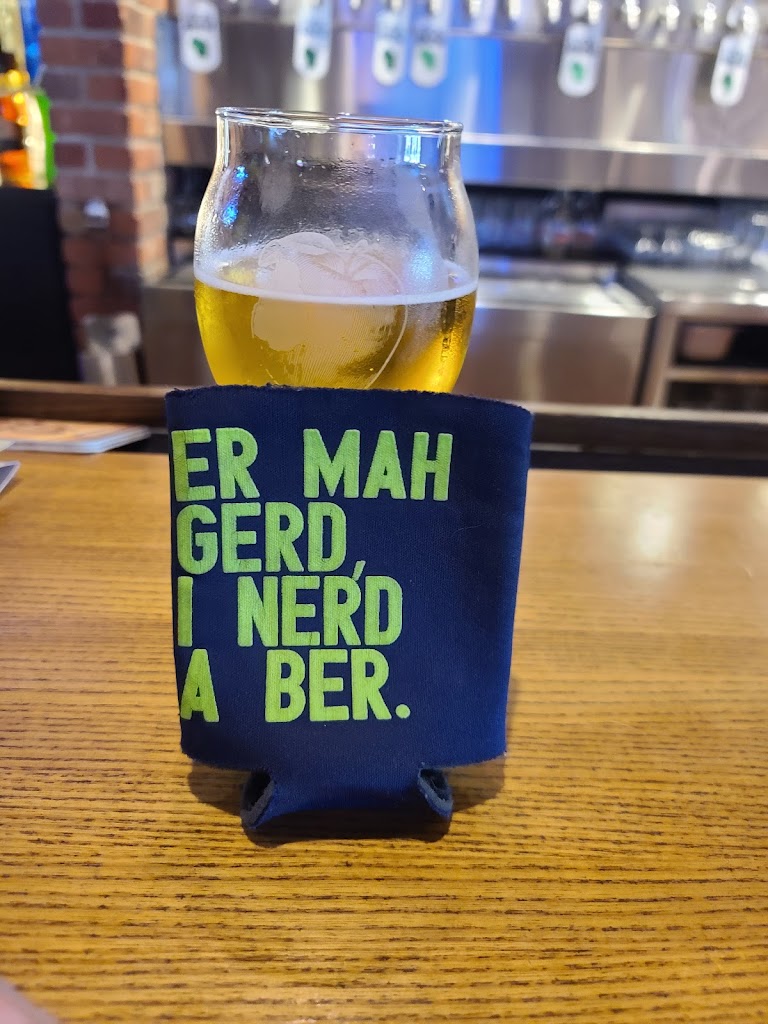 ER MAH
GERD,
I NERD
A BER.